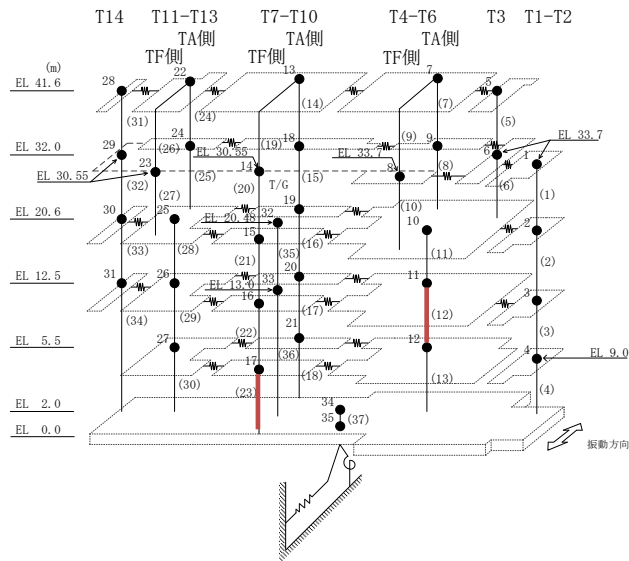 T14 T11-T13 T7-T10 T4-T6 T3 T1-T2
TA側 TA側
TF側 TF側 TF側
(m)
EL 41.6 28 22 13 7 5
(31) (24) (14) (7) (5)
EL 32.0 29 24 18 9 6 1 EL 33.7
(26) EL 30.55 (19) EL 33.7 (9)
EL 30.55 23 14 8 (8) (6)
(32) (25) (20) T/G (15) (1)
(27) (10)
EL 20.6 30 25 EL 20.48 32 19 10 2
15 (35) (16)
(33) (28) (11) (2)
(21)
EL 12.5 31 26 EL 13.0 33 20 11 3
16
(34) (29) (17) (12) (3)
(22) 21
EL 5.5 27 (36) 12 4 EL 9.0
17 (18)
(30) (23) (13) (4)
EL 2.0 34
35 (37)
EL 0.0
振動方向